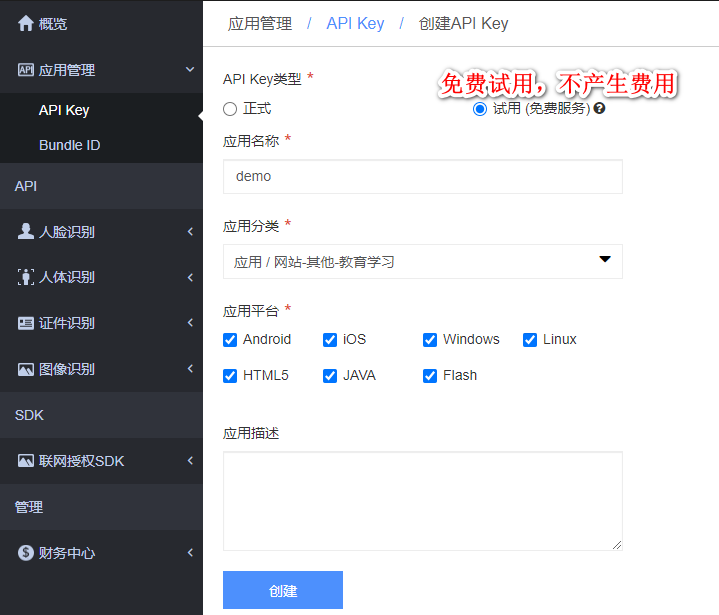 概览
应用管理
API Key
Bundle ID
API
人脸识别
人体识别
证件识别
图像识别
SDK
联网授权SDK
管理
财务中心
应用管理 / API Key / 创建API Key
API Key类型 *
免费试用，不产生费用
正式 试用 (免费服务)
应用名称 *
demo
应用分类 *
应用 / 网站-其他-教育学习
应用平台 *
Android iOS Windows Linux
HTML5 JAVA Flash
应用描述
创建